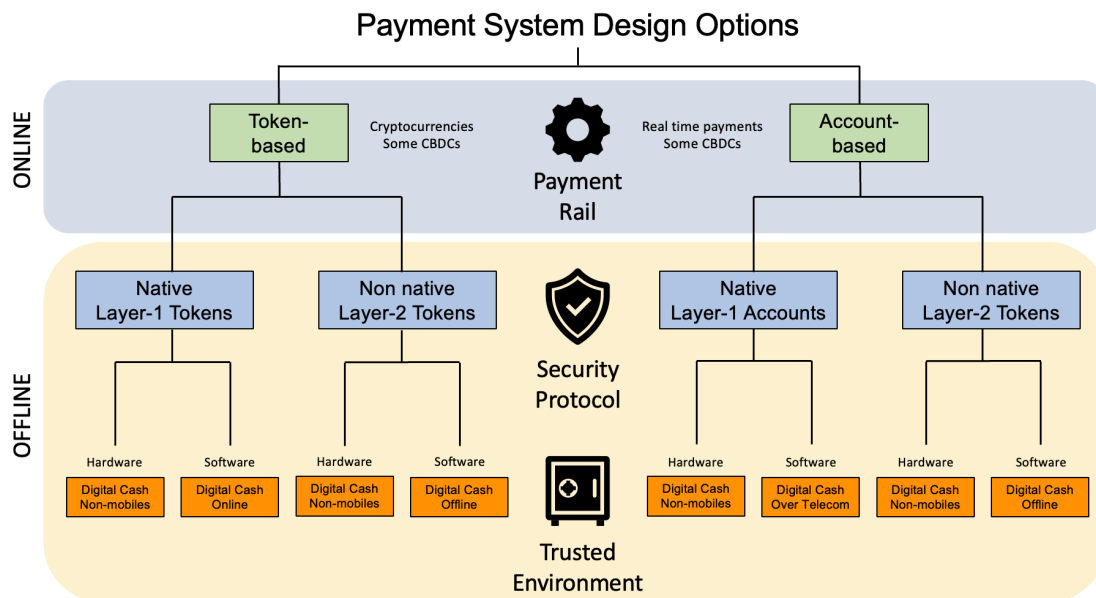 Payment System Design Options
ONLINE
Token-
based
Cryptocurrencies
Some CBDCs
Payment
Rail
Real time payments
Some CBDCs
Account-
based
OFFLINE
Native
Layer-1 Tokens
Non native
Layer-2 Tokens
Security
Protocol
Native
Layer-1 Accounts
Non native
Layer-2 Tokens
Hardware
Digital Cash
Non-mobiles
Software
Digital Cash
Online
Hardware
Digital Cash
Non-mobiles
Software
Digital Cash
Offline
Trusted
Environment
Hardware
Digital Cash
Non-mobiles
Software
Digital Cash
Over Telecom
Hardware
Digital Cash
Non-mobiles
Software
Digital Cash
Offline